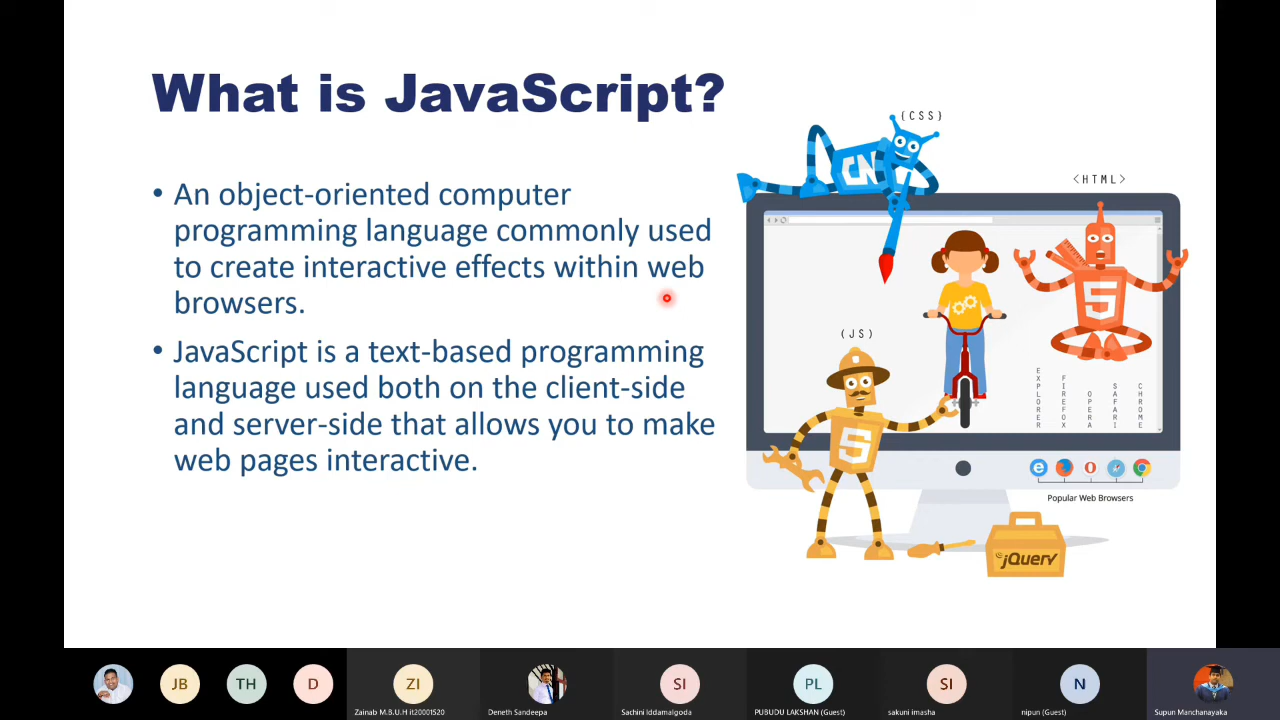 What is JavaScript?
• An object-oriented computer
programming language commonly used
to create interactive effects within web
browsers.
• JavaScript is a text-based programming
language used both on the client-side
and server-side that allows you to make
web pages interactive.
(CSS)
CN
<HTML>
5
(JS)
5
EXPLORER
FIREFOX
OPERA
SAFARI
CHROME
Popular Web Browsers
jQuery
JB
TH
D
ZI
SI
PL
SI
N
Zainab M.B.U.H it20001520
Deneth Sandeepa
Sachini Iddamalgoda
PUBUDU LAKSHAN (Guest)
sakuni imasha
nipun (Guest)
Supun Manchanayaka